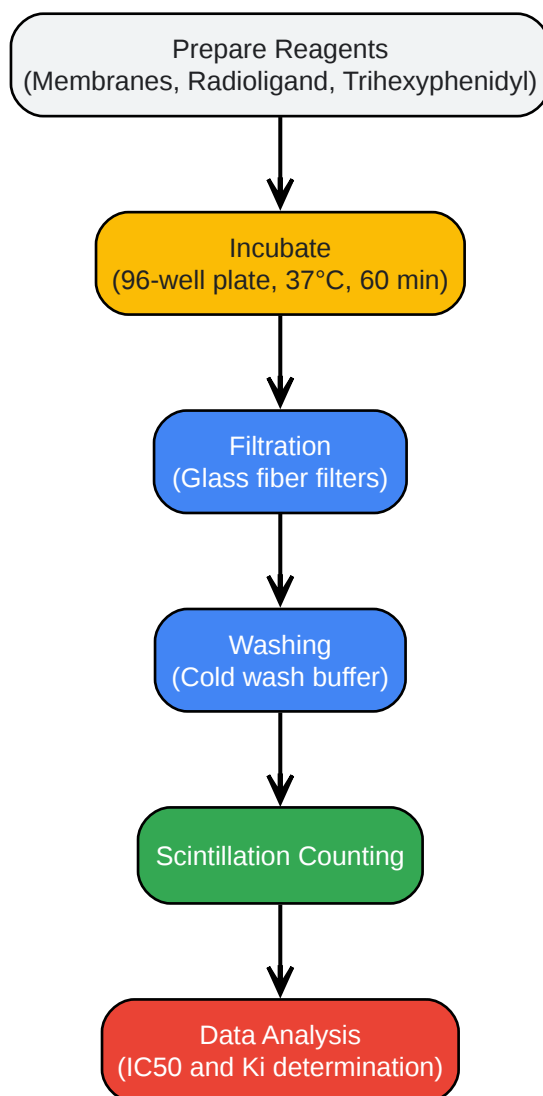 Prepare Reagents
(Membranes, Radioligand, Trihexyphenidyl)
Incubate
(96-well plate, 37°C, 60 min)
Filtration
(Glass fiber filters)
Washing
(Cold wash buffer)
Scintillation Counting
Data Analysis
(IC50 and Ki determination)